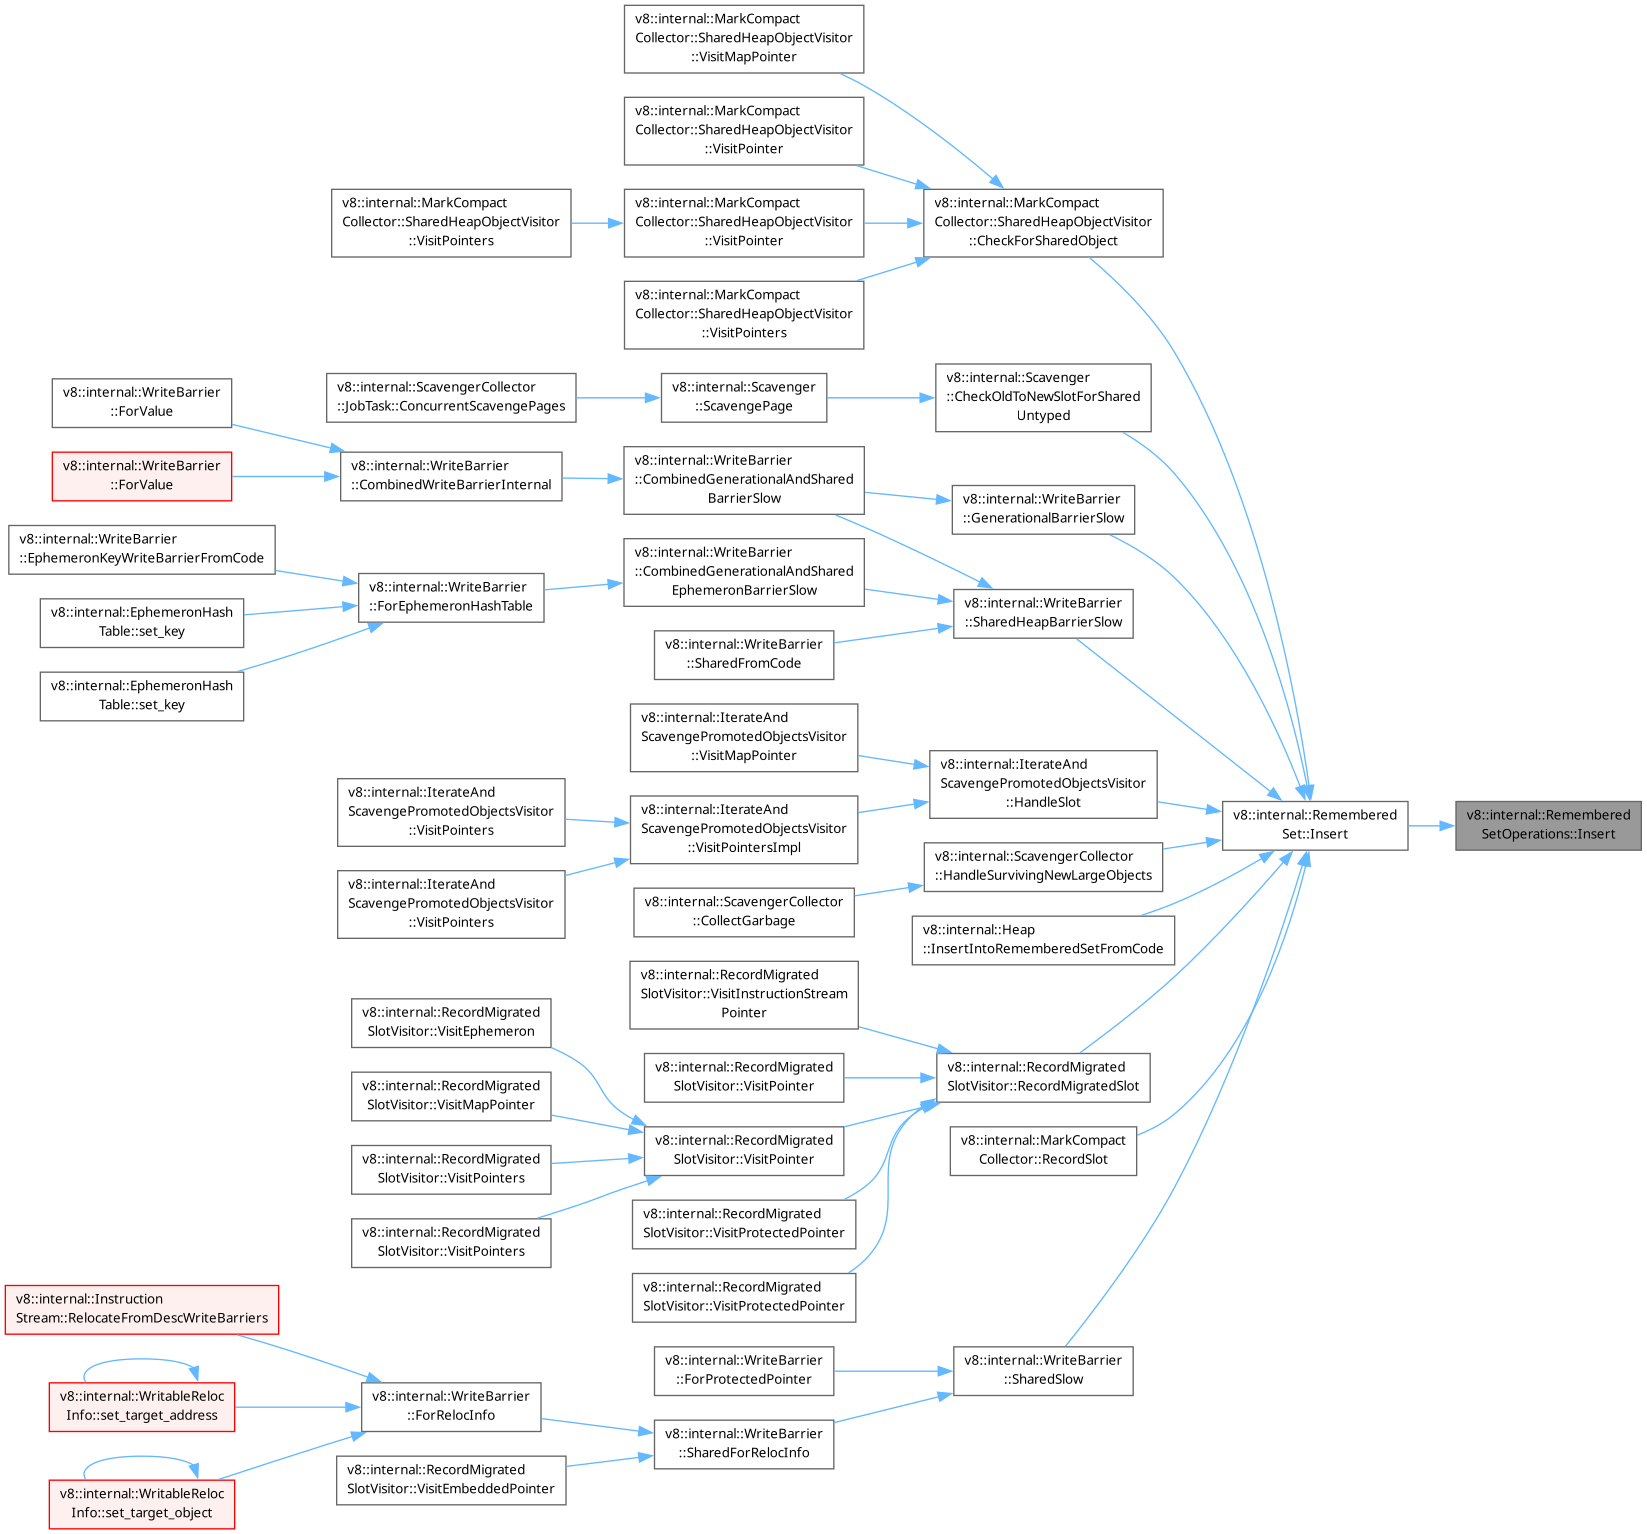 v8::internal::MarkCompact
Collector::SharedHeapObjectVisitor
::VisitMapPointer
v8::internal::MarkCompact
Collector::SharedHeapObjectVisitor
::VisitPointer
v8::internal::MarkCompact
Collector::SharedHeapObjectVisitor
::VisitPointers
v8::internal::MarkCompact
Collector::SharedHeapObjectVisitor
::VisitPointer
v8::internal::MarkCompact
Collector::SharedHeapObjectVisitor
::CheckForSharedObject
v8::internal::MarkCompact
Collector::SharedHeapObjectVisitor
::VisitPointers
v8::internal::WriteBarrier
::ForValue
v8::internal::ScavengerCollector
::JobTask::ConcurrentScavengePages
v8::internal::Scavenger
::ScavengePage
v8::internal::Scavenger
::CheckOldToNewSlotForShared
Untyped
v8::internal::WriteBarrier
::ForValue
v8::internal::WriteBarrier
::CombinedWriteBarrierInternal
v8::internal::WriteBarrier
::CombinedGenerationalAndShared
BarrierSlow
v8::internal::WriteBarrier
::GenerationalBarrierSlow
v8::internal::WriteBarrier
::EphemeronKeyWriteBarrierFromCode
v8::internal::WriteBarrier
::ForEphemeronHashTable
v8::internal::WriteBarrier
::CombinedGenerationalAndShared
EphemeronBarrierSlow
v8::internal::WriteBarrier
::SharedHeapBarrierSlow
v8::internal::EphemeronHash
Table::set_key
v8::internal::WriteBarrier
::SharedFromCode
v8::internal::EphemeronHash
Table::set_key
v8::internal::IterateAnd
ScavengePromotedObjectsVisitor
::VisitMapPointer
v8::internal::IterateAnd
ScavengePromotedObjectsVisitor
::HandleSlot
v8::internal::IterateAnd
ScavengePromotedObjectsVisitor
::VisitPointers
v8::internal::IterateAnd
ScavengePromotedObjectsVisitor
::VisitPointersImpl
v8::internal::Remembered
Set::Insert
v8::internal::Remembered
SetOperations::Insert
v8::internal::IterateAnd
ScavengePromotedObjectsVisitor
::VisitPointers
v8::internal::ScavengerCollector
::HandleSurvivingNewLargeObjects
v8::internal::ScavengerCollector
::CollectGarbage
v8::internal::Heap
::InsertIntoRememberedSetFromCode
v8::internal::RecordMigrated
SlotVisitor::VisitInstructionStream
Pointer
v8::internal::RecordMigrated
SlotVisitor::VisitEphemeron
v8::internal::RecordMigrated
SlotVisitor::VisitPointer
v8::internal::RecordMigrated
SlotVisitor::RecordMigratedSlot
v8::internal::RecordMigrated
SlotVisitor::VisitMapPointer
v8::internal::RecordMigrated
SlotVisitor::VisitPointer
v8::internal::MarkCompact
Collector::RecordSlot
v8::internal::RecordMigrated
SlotVisitor::VisitPointers
v8::internal::RecordMigrated
SlotVisitor::VisitProtectedPointer
v8::internal::RecordMigrated
SlotVisitor::VisitPointers
v8::internal::RecordMigrated
SlotVisitor::VisitProtectedPointer
v8::internal::Instruction
Stream::RelocateFromDescWriteBarriers
v8::internal::WriteBarrier
::ForProtectedPointer
v8::internal::WriteBarrier
::SharedSlow
v8::internal::WritableReloc
Info::set_target_address
v8::internal::WriteBarrier
::ForRelocInfo
v8::internal::WriteBarrier
::SharedForRelocInfo
v8::internal::RecordMigrated
SlotVisitor::VisitEmbeddedPointer
v8::internal::WritableReloc
Info::set_target_object